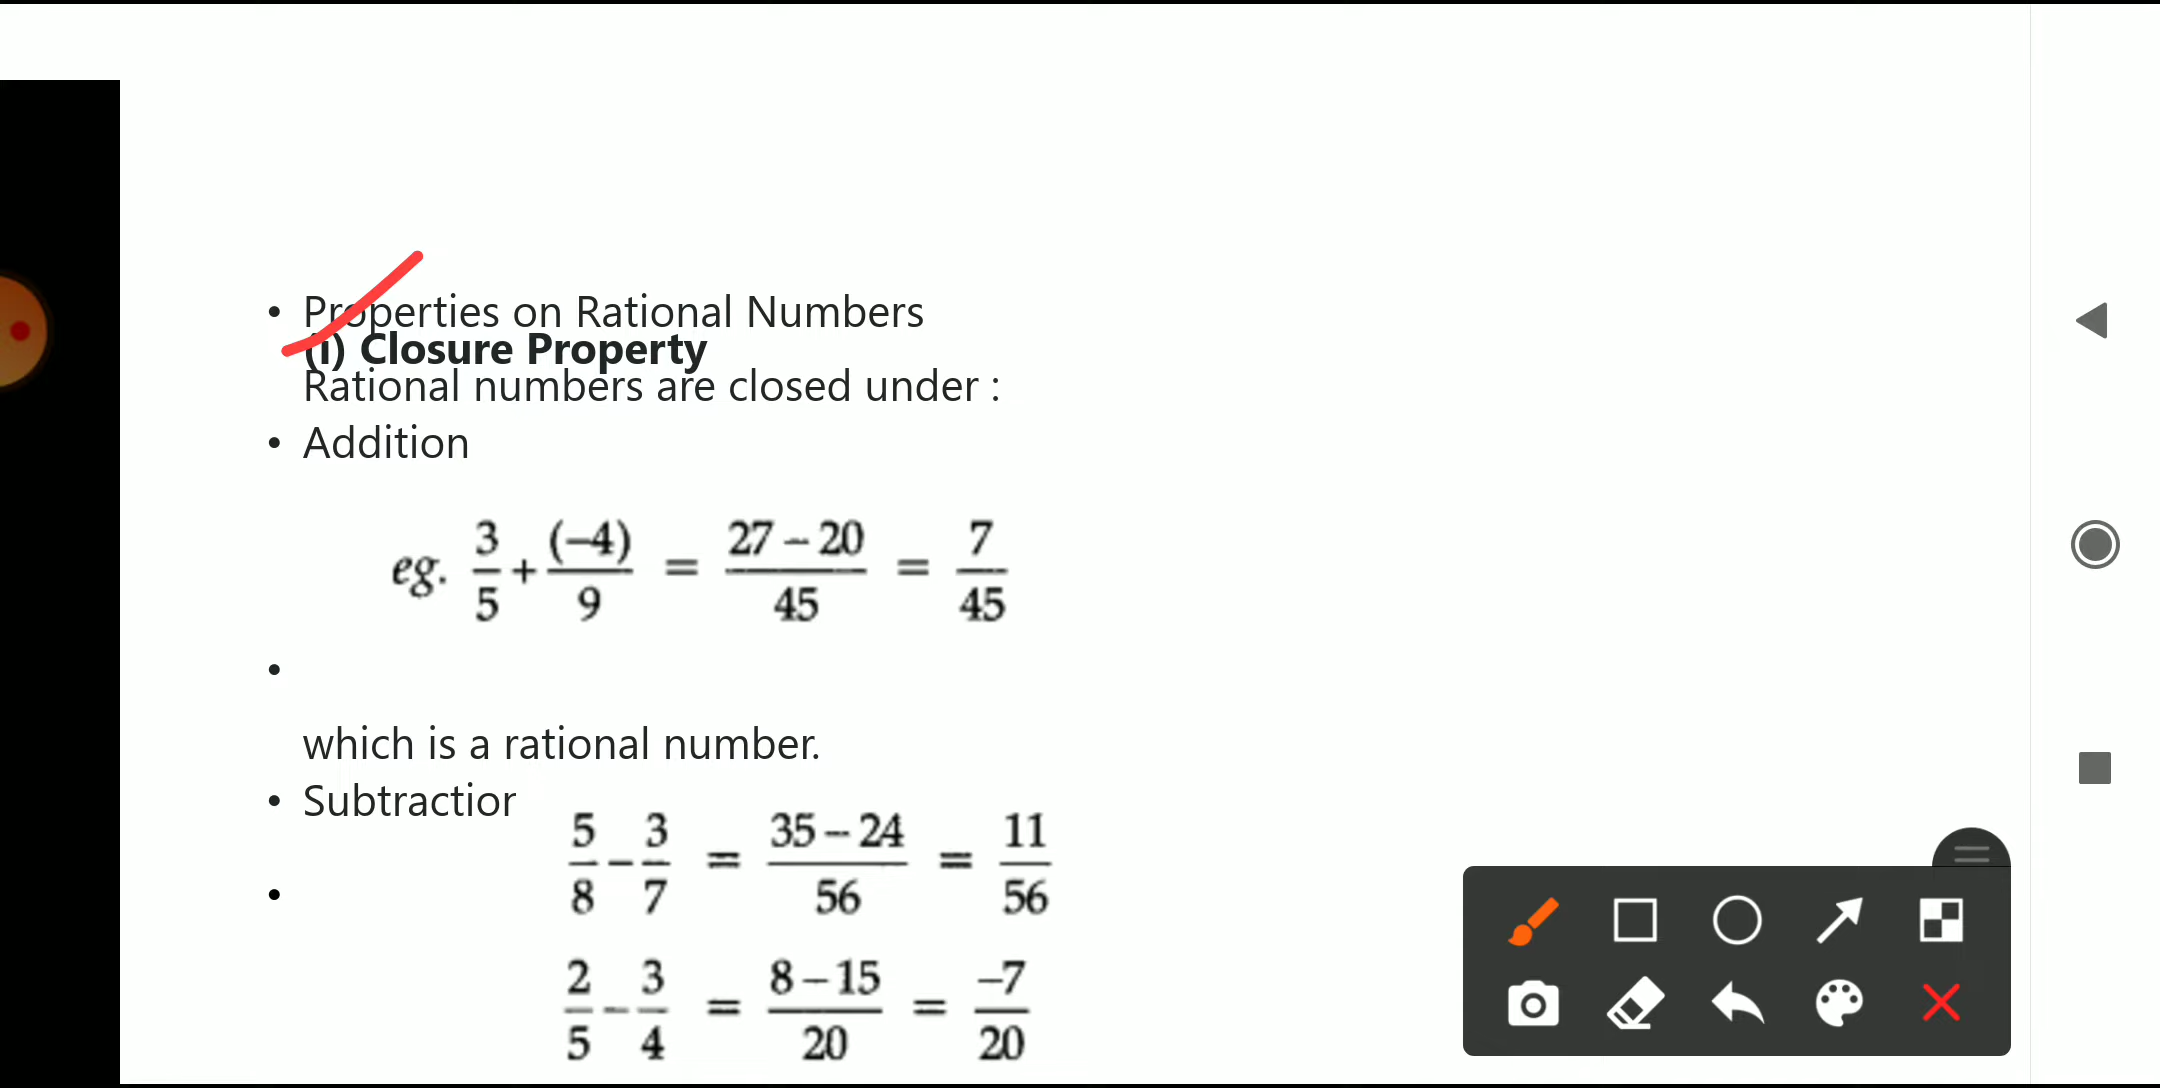 • Properties on Rational Numbers
(i) Closure Property
Rational numbers are closed under :
• Addition
eg. 3/5 + (–4)/9 = 27 – 20/45 = 7/45
•
which is a rational number.
• Subtractior
• 5/8 – 3/7 = 35 – 24/56 = 11/56
2/5 – 3/4 = 8 – 15/20 = –7/20